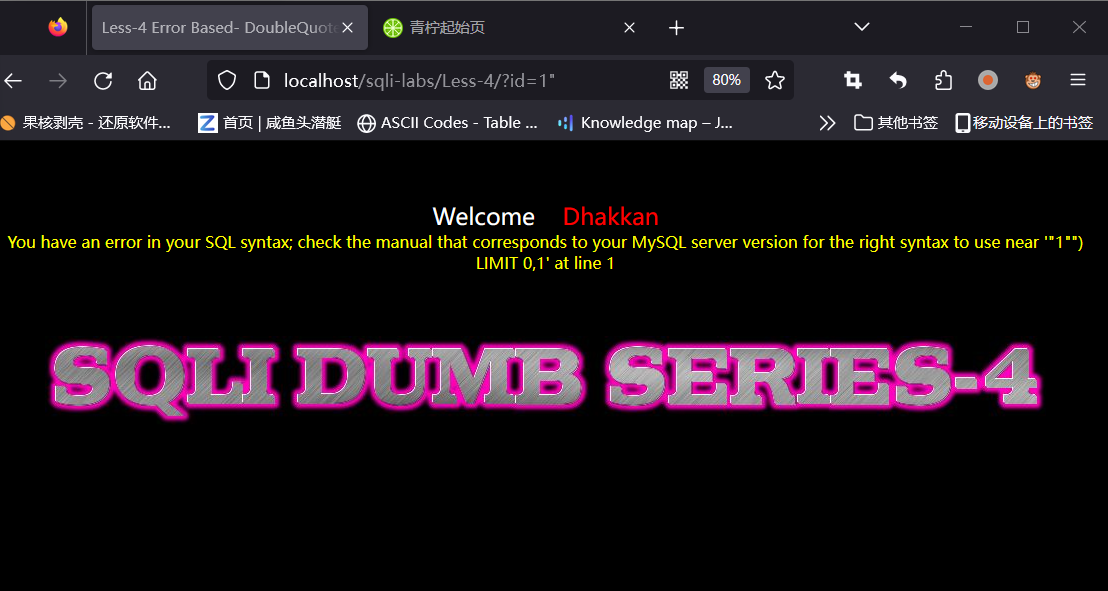 Less-4 Error Based- DoubleQuote
青柠起始页
localhost/sqli-labs/Less-4/?id=1"
80%
果核剥壳 - 还原软件...
首页 | 咸鱼头潜艇
ASCII Codes - Table ...
Knowledge map – J...
其他书签
移动设备上的书签
Welcome Dhakkan
You have an error in your SQL syntax; check the manual that corresponds to your MySQL server version for the right syntax to use near '"1"")
LIMIT 0,1' at line 1
SQLI DUMB SERIES-4